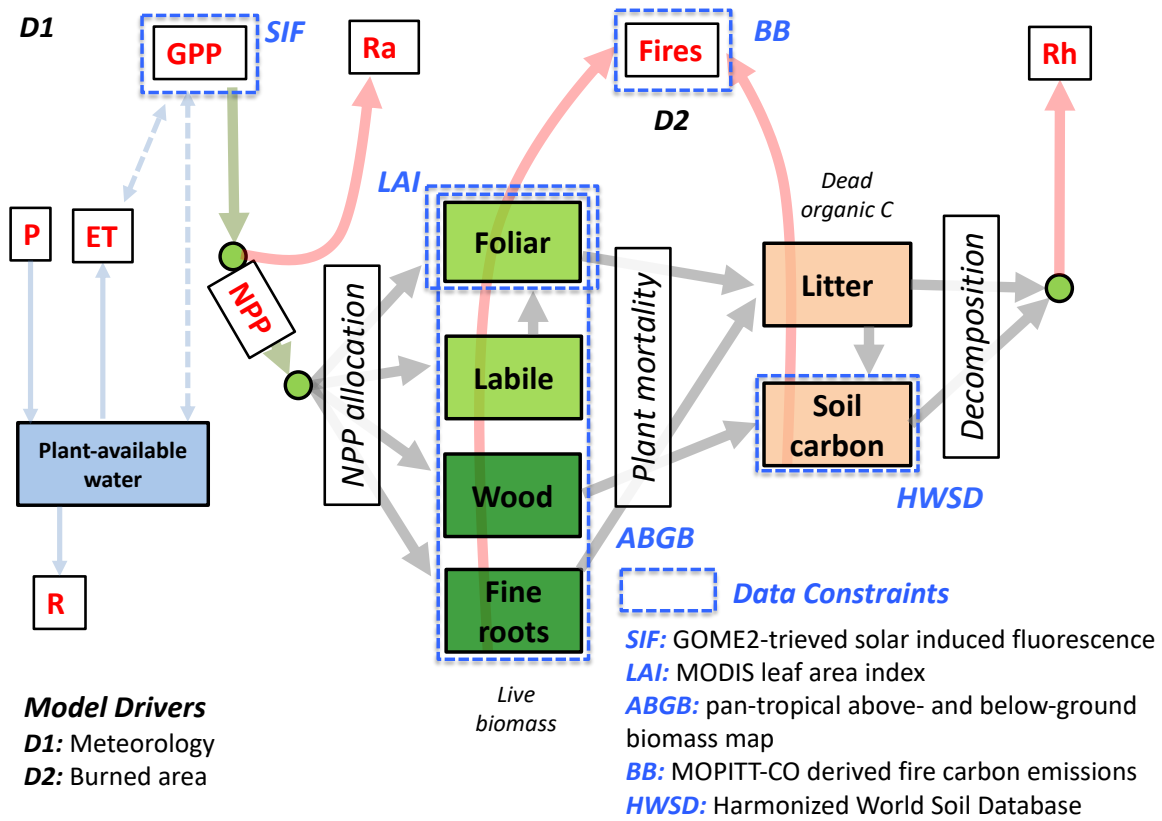 D1
SIF
GPP
Ra
Fires
BB
Rh
D2
LAI
Dead
organic C
P
ET
NPP
Foliar
Litter
Labile
NPP allocation
Plant mortality
Decomposition
Soil
carbon
Plant-available
water
Wood
HWSD
ABGB
R
Fine
roots
Data Constraints
SIF: GOME2-trieved solar induced fluorescence
LAI: MODIS leaf area index
ABGB: pan-tropical above- and below-ground
biomass map
BB: MOPITT-CO derived fire carbon emissions
HWSD: Harmonized World Soil Database
Live
biomass
Model Drivers
D1: Meteorology
D2: Burned area